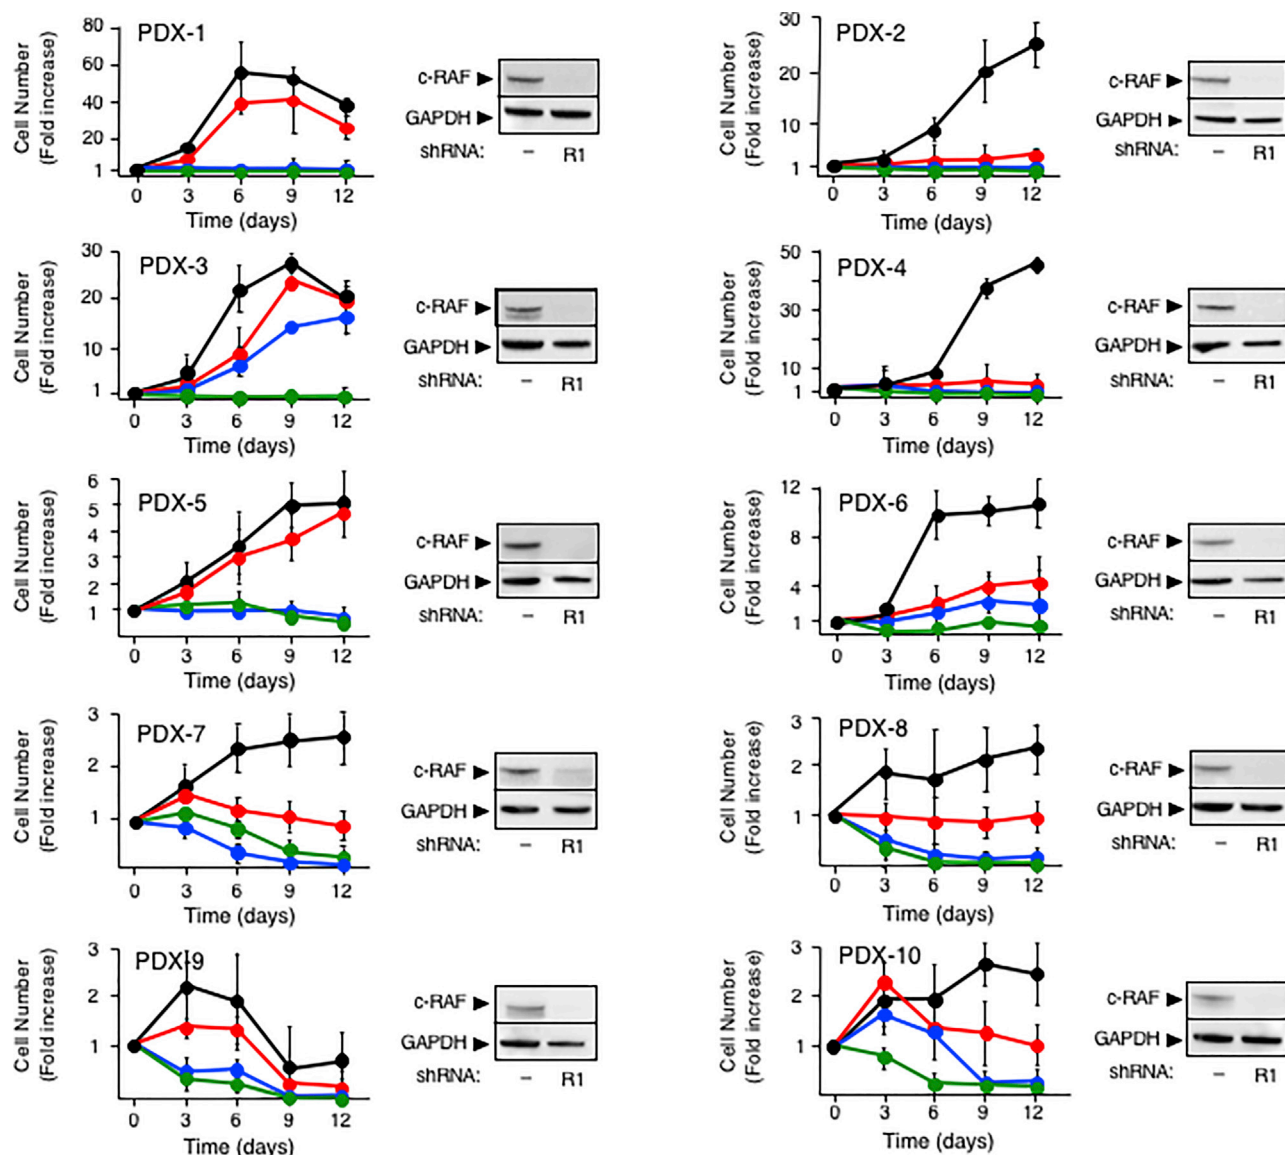 PDX-1
Cell Number
(Fold increase)
80
60
40
20
1
0 3 6 9 12
Time (days)
c-RAF
GAPDH
shRNA: – R1
PDX-2
Cell Number
(Fold increase)
30
20
10
1
0 3 6 9 12
Time (days)
c-RAF
GAPDH
shRNA: – R1
PDX-3
Cell Number
(Fold increase)
30
20
10
1
0 3 6 9 12
Time (days)
c-RAF
GAPDH
shRNA: – R1
PDX-4
Cell Number
(Fold increase)
50
30
10
1
0 3 6 9 12
Time (days)
c-RAF
GAPDH
shRNA: – R1
PDX-5
Cell Number
(Fold increase)
6
5
4
3
2
1
0 3 6 9 12
Time (days)
c-RAF
GAPDH
shRNA: – R1
PDX-6
Cell Number
(Fold increase)
12
8
4
1
0 3 6 9 12
Time (days)
c-RAF
GAPDH
shRNA: – R1
PDX-7
Cell Number
(Fold increase)
3
2
1
0 3 6 9 12
Time (days)
c-RAF
GAPDH
shRNA: – R1
PDX-8
Cell Number
(Fold increase)
3
2
1
0 3 6 9 12
Time (days)
c-RAF
GAPDH
shRNA: – R1
PDX-9
Cell Number
(Fold increase)
3
2
1
0 3 6 9 12
Time (days)
c-RAF
GAPDH
shRNA: – R1
PDX-10
Cell Number
(Fold increase)
3
2
1
0 3 6 9 12
Time (days)
c-RAF
GAPDH
shRNA: – R1